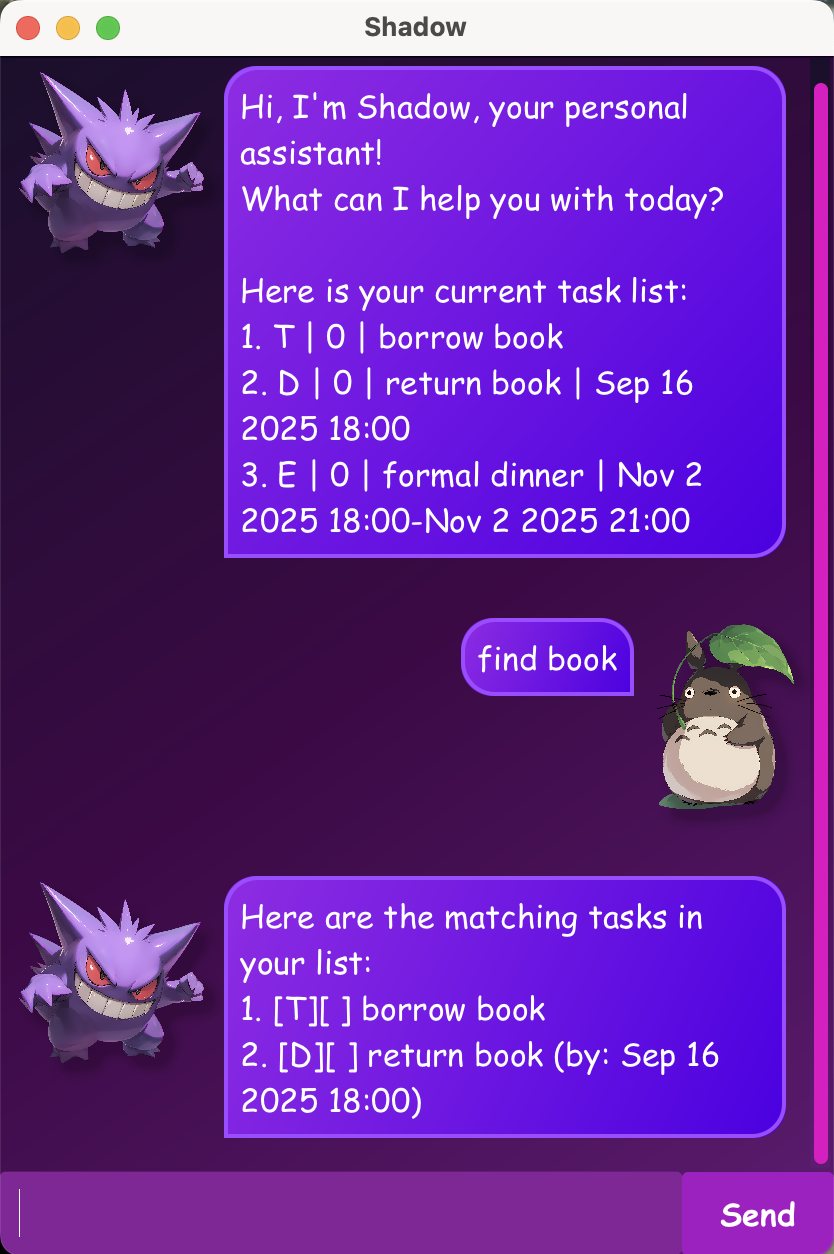 Shadow
Hi, I'm Shadow, your personal
assistant!
What can I help you with today?
Here is your current task list:
1. T | 0 | borrow book
2. D | 0 | return book | Sep 16
2025 18:00
3. E | 0 | formal dinner | Nov 2
2025 18:00-Nov 2 2025 21:00
find book
Here are the matching tasks in
your list:
1. [T][ ] borrow book
2. [D][ ] return book (by: Sep 16
2025 18:00)
Send